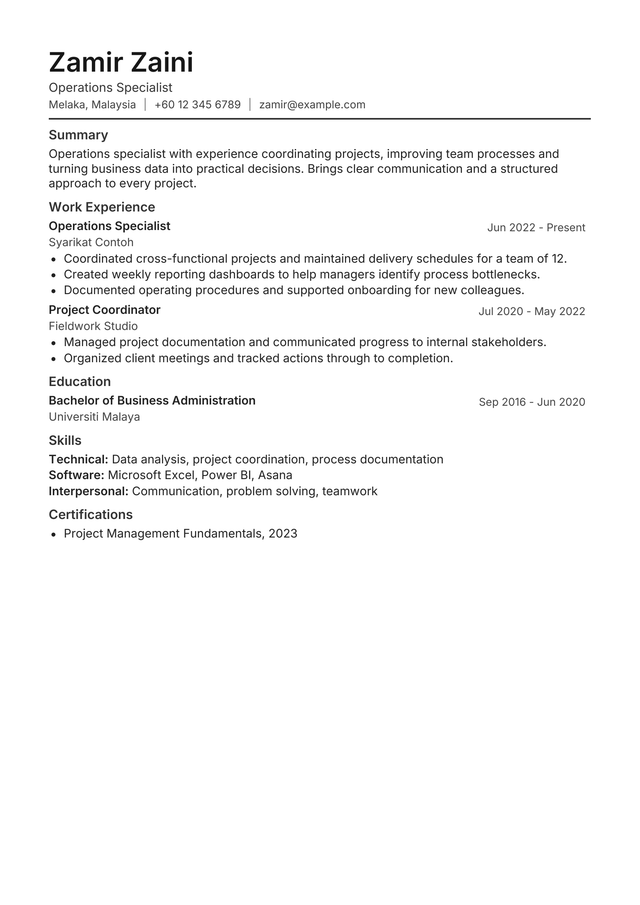 Zamir Zaini
Operations Specialist
Melaka, Malaysia | +60 12 345 6789 | zamir@example.com
Summary
Operations specialist with experience coordinating projects, improving team processes and
turning business data into practical decisions. Brings clear communication and a structured
approach to every project.
Work Experience
Operations Specialist Jun 2022 - Present
Syarikat Contoh
• Coordinated cross-functional projects and maintained delivery schedules for a team of 12.
• Created weekly reporting dashboards to help managers identify process bottlenecks.
• Documented operating procedures and supported onboarding for new colleagues.
Project Coordinator Jul 2020 - May 2022
Fieldwork Studio
• Managed project documentation and communicated progress to internal stakeholders.
• Organized client meetings and tracked actions through to completion.
Education
Bachelor of Business Administration Sep 2016 - Jun 2020
Universiti Malaya
Skills
Technical: Data analysis, project coordination, process documentation
Software: Microsoft Excel, Power BI, Asana
Interpersonal: Communication, problem solving, teamwork
Certifications
• Project Management Fundamentals, 2023